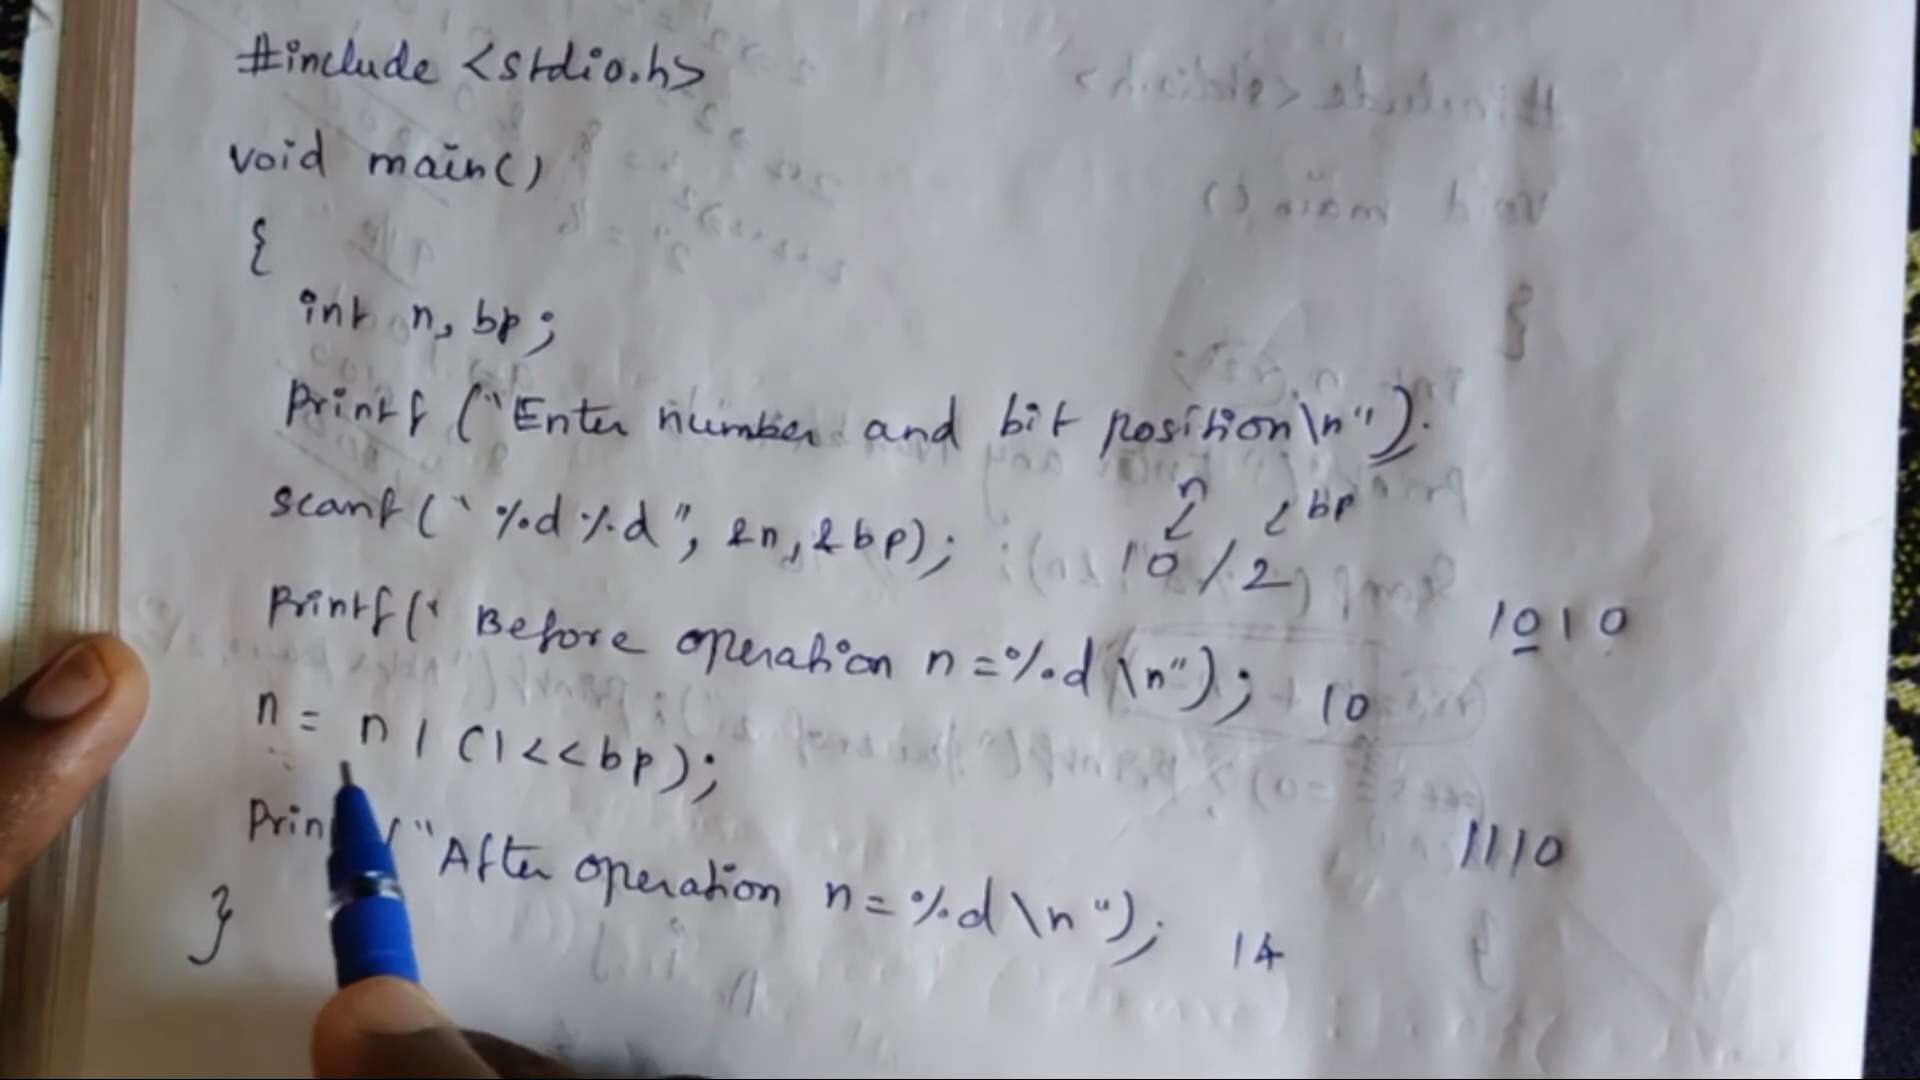 #include <stdio.h>
void main()
{
int n, bp;
printf ("Enter number and bit position\n").
scanf ("%d %d", &n, &bp);
n bp
10 / 2
printf(" Before operation n=%d \n"); 10
1010
n = n | (1<<bp);
1110
Prin ("After operation n=%d \n"); 14
}